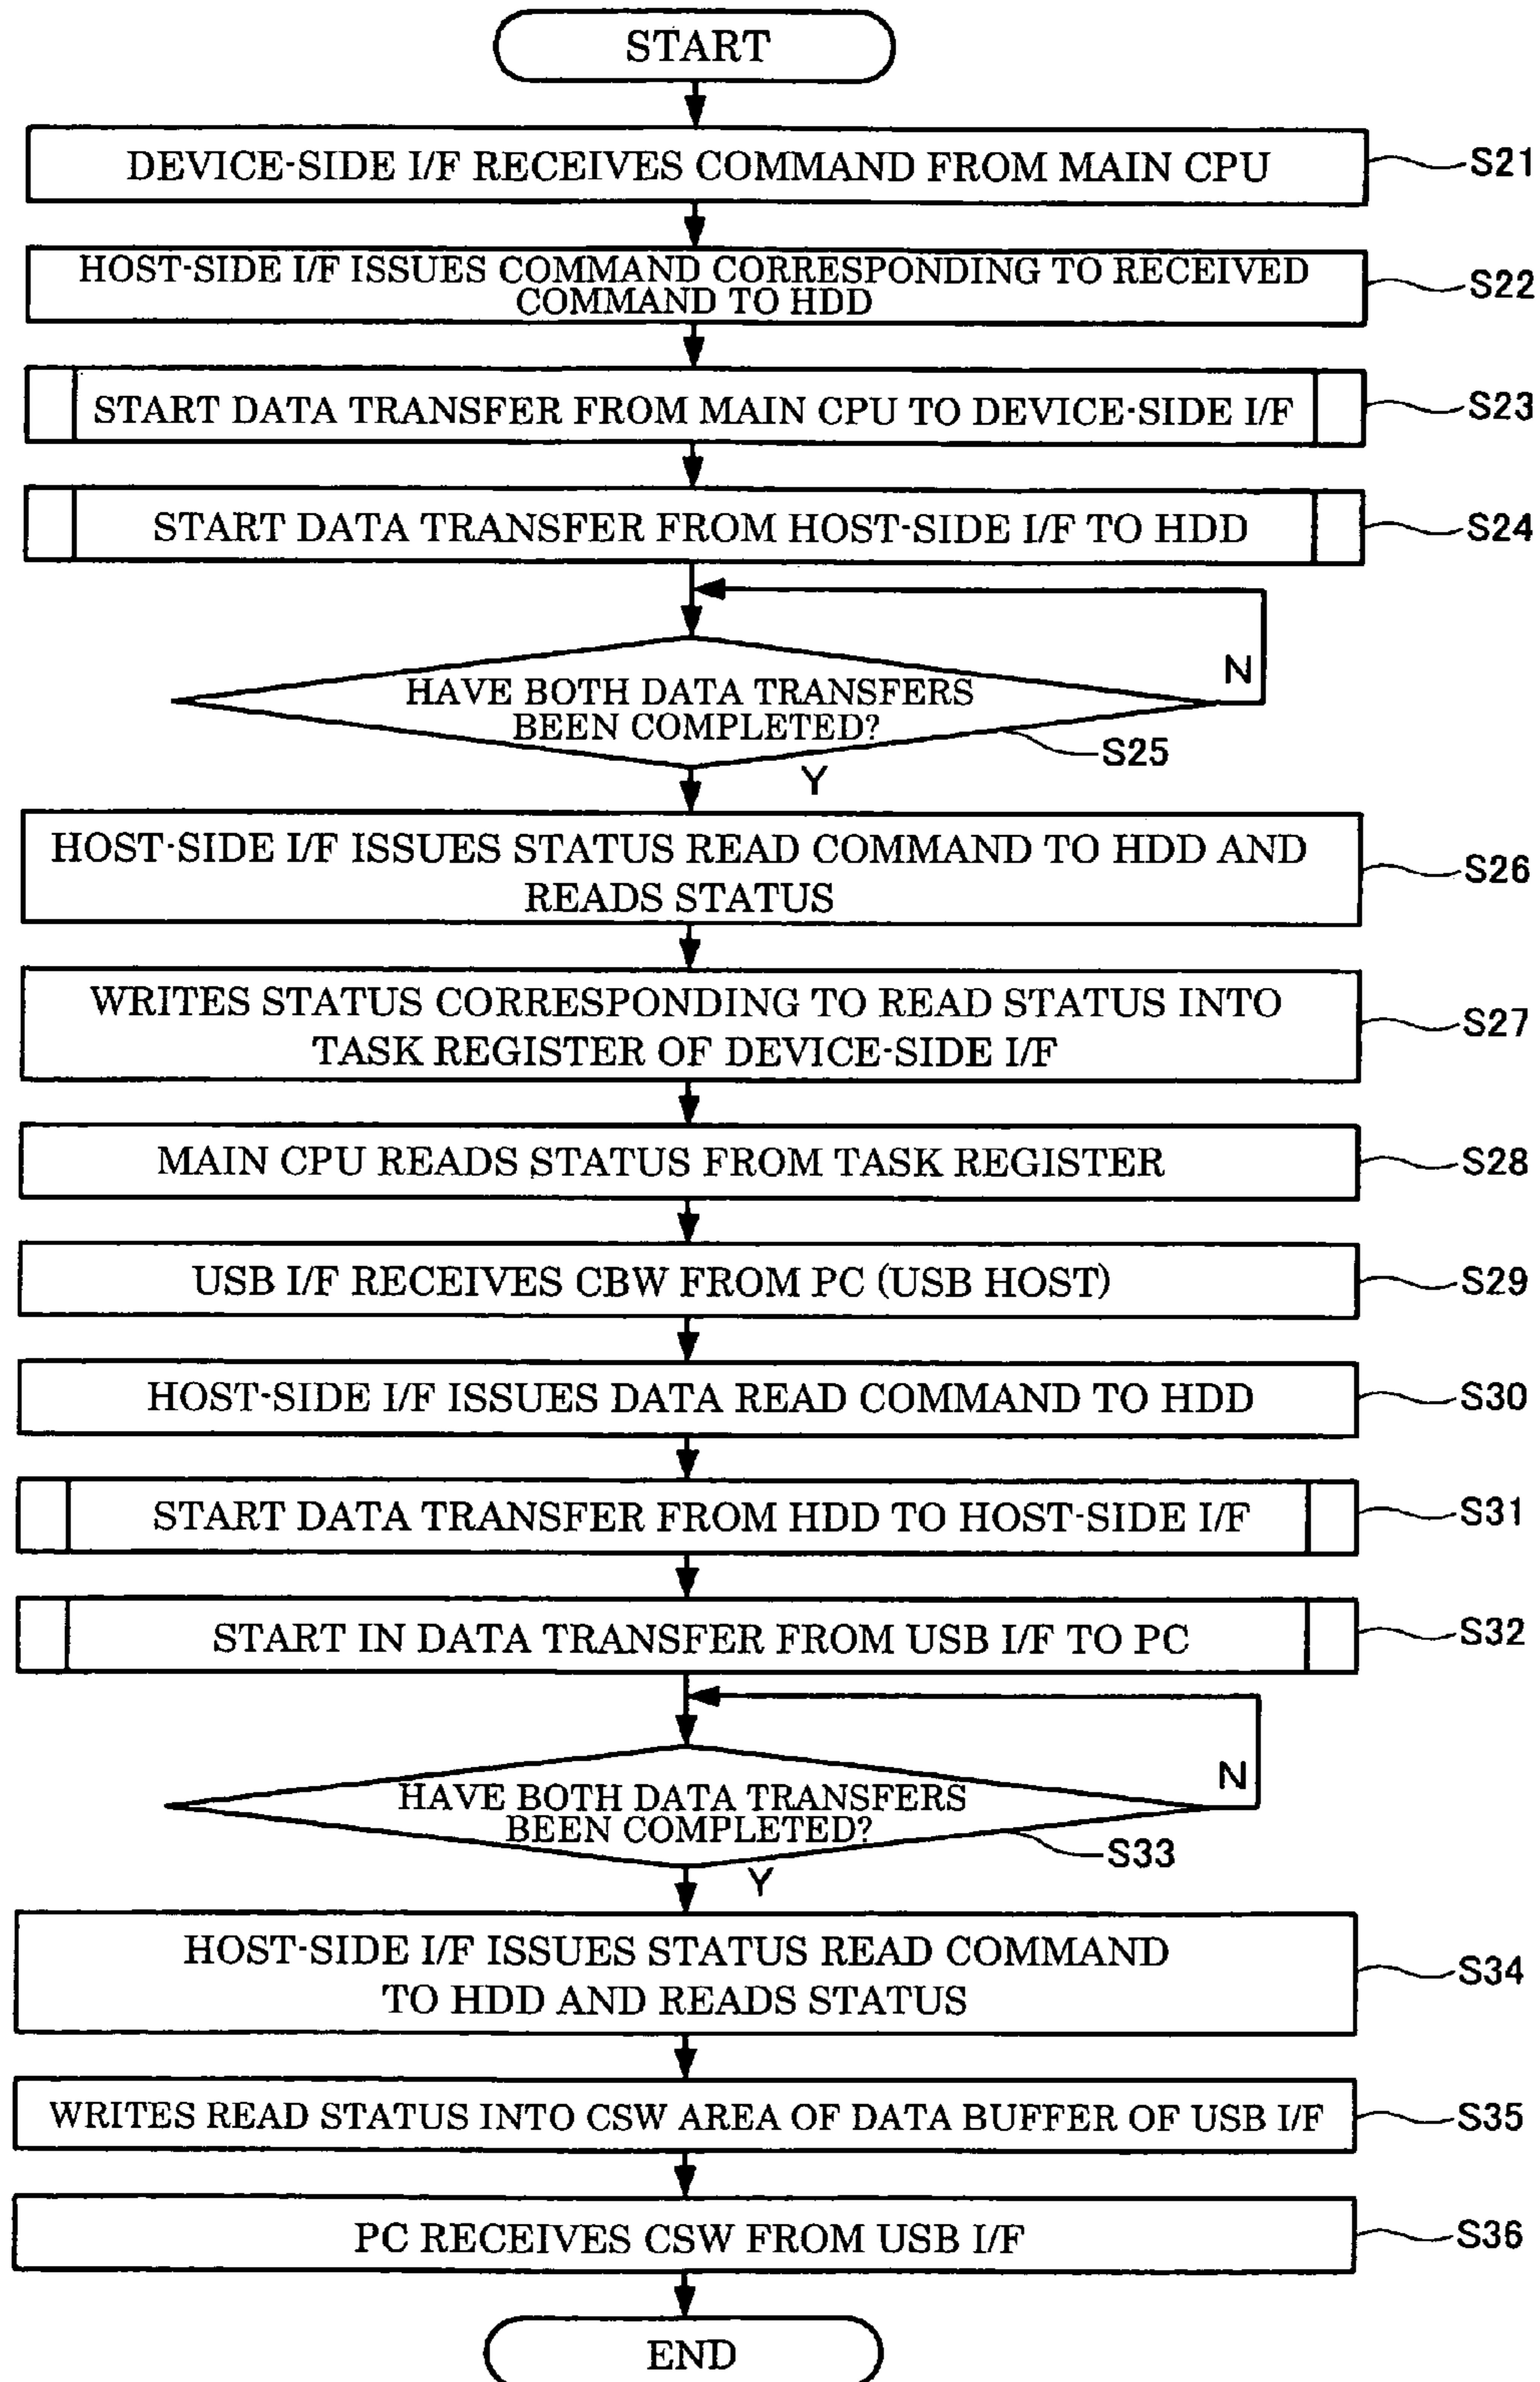 START
DEVICE-SIDE I/F RECEIVES COMMAND FROM MAIN CPU
S21
HOST-SIDE I/F ISSUES COMMAND CORRESPONDING TO RECEIVED
COMMAND TO HDD
S22
START DATA TRANSFER FROM MAIN CPU TO DEVICE-SIDE I/F
S23
START DATA TRANSFER FROM HOST-SIDE I/F TO HDD
S24
N
HAVE BOTH DATA TRANSFERS
BEEN COMPLETED?
S25
Y
HOST-SIDE I/F ISSUES STATUS READ COMMAND TO HDD AND
READS STATUS
S26
WRITES STATUS CORRESPONDING TO READ STATUS INTO
TASK REGISTER OF DEVICE-SIDE I/F
S27
MAIN CPU READS STATUS FROM TASK REGISTER
S28
USB I/F RECEIVES CBW FROM PC (USB HOST)
S29
HOST-SIDE I/F ISSUES DATA READ COMMAND TO HDD
S30
START DATA TRANSFER FROM HDD TO HOST-SIDE I/F
S31
START IN DATA TRANSFER FROM USB I/F TO PC
S32
N
HAVE BOTH DATA TRANSFERS
BEEN COMPLETED?
S33
Y
HOST-SIDE I/F ISSUES STATUS READ COMMAND
TO HDD AND READS STATUS
S34
WRITES READ STATUS INTO CSW AREA OF DATA BUFFER OF USB I/F
S35
PC RECEIVES CSW FROM USB I/F
S36
END